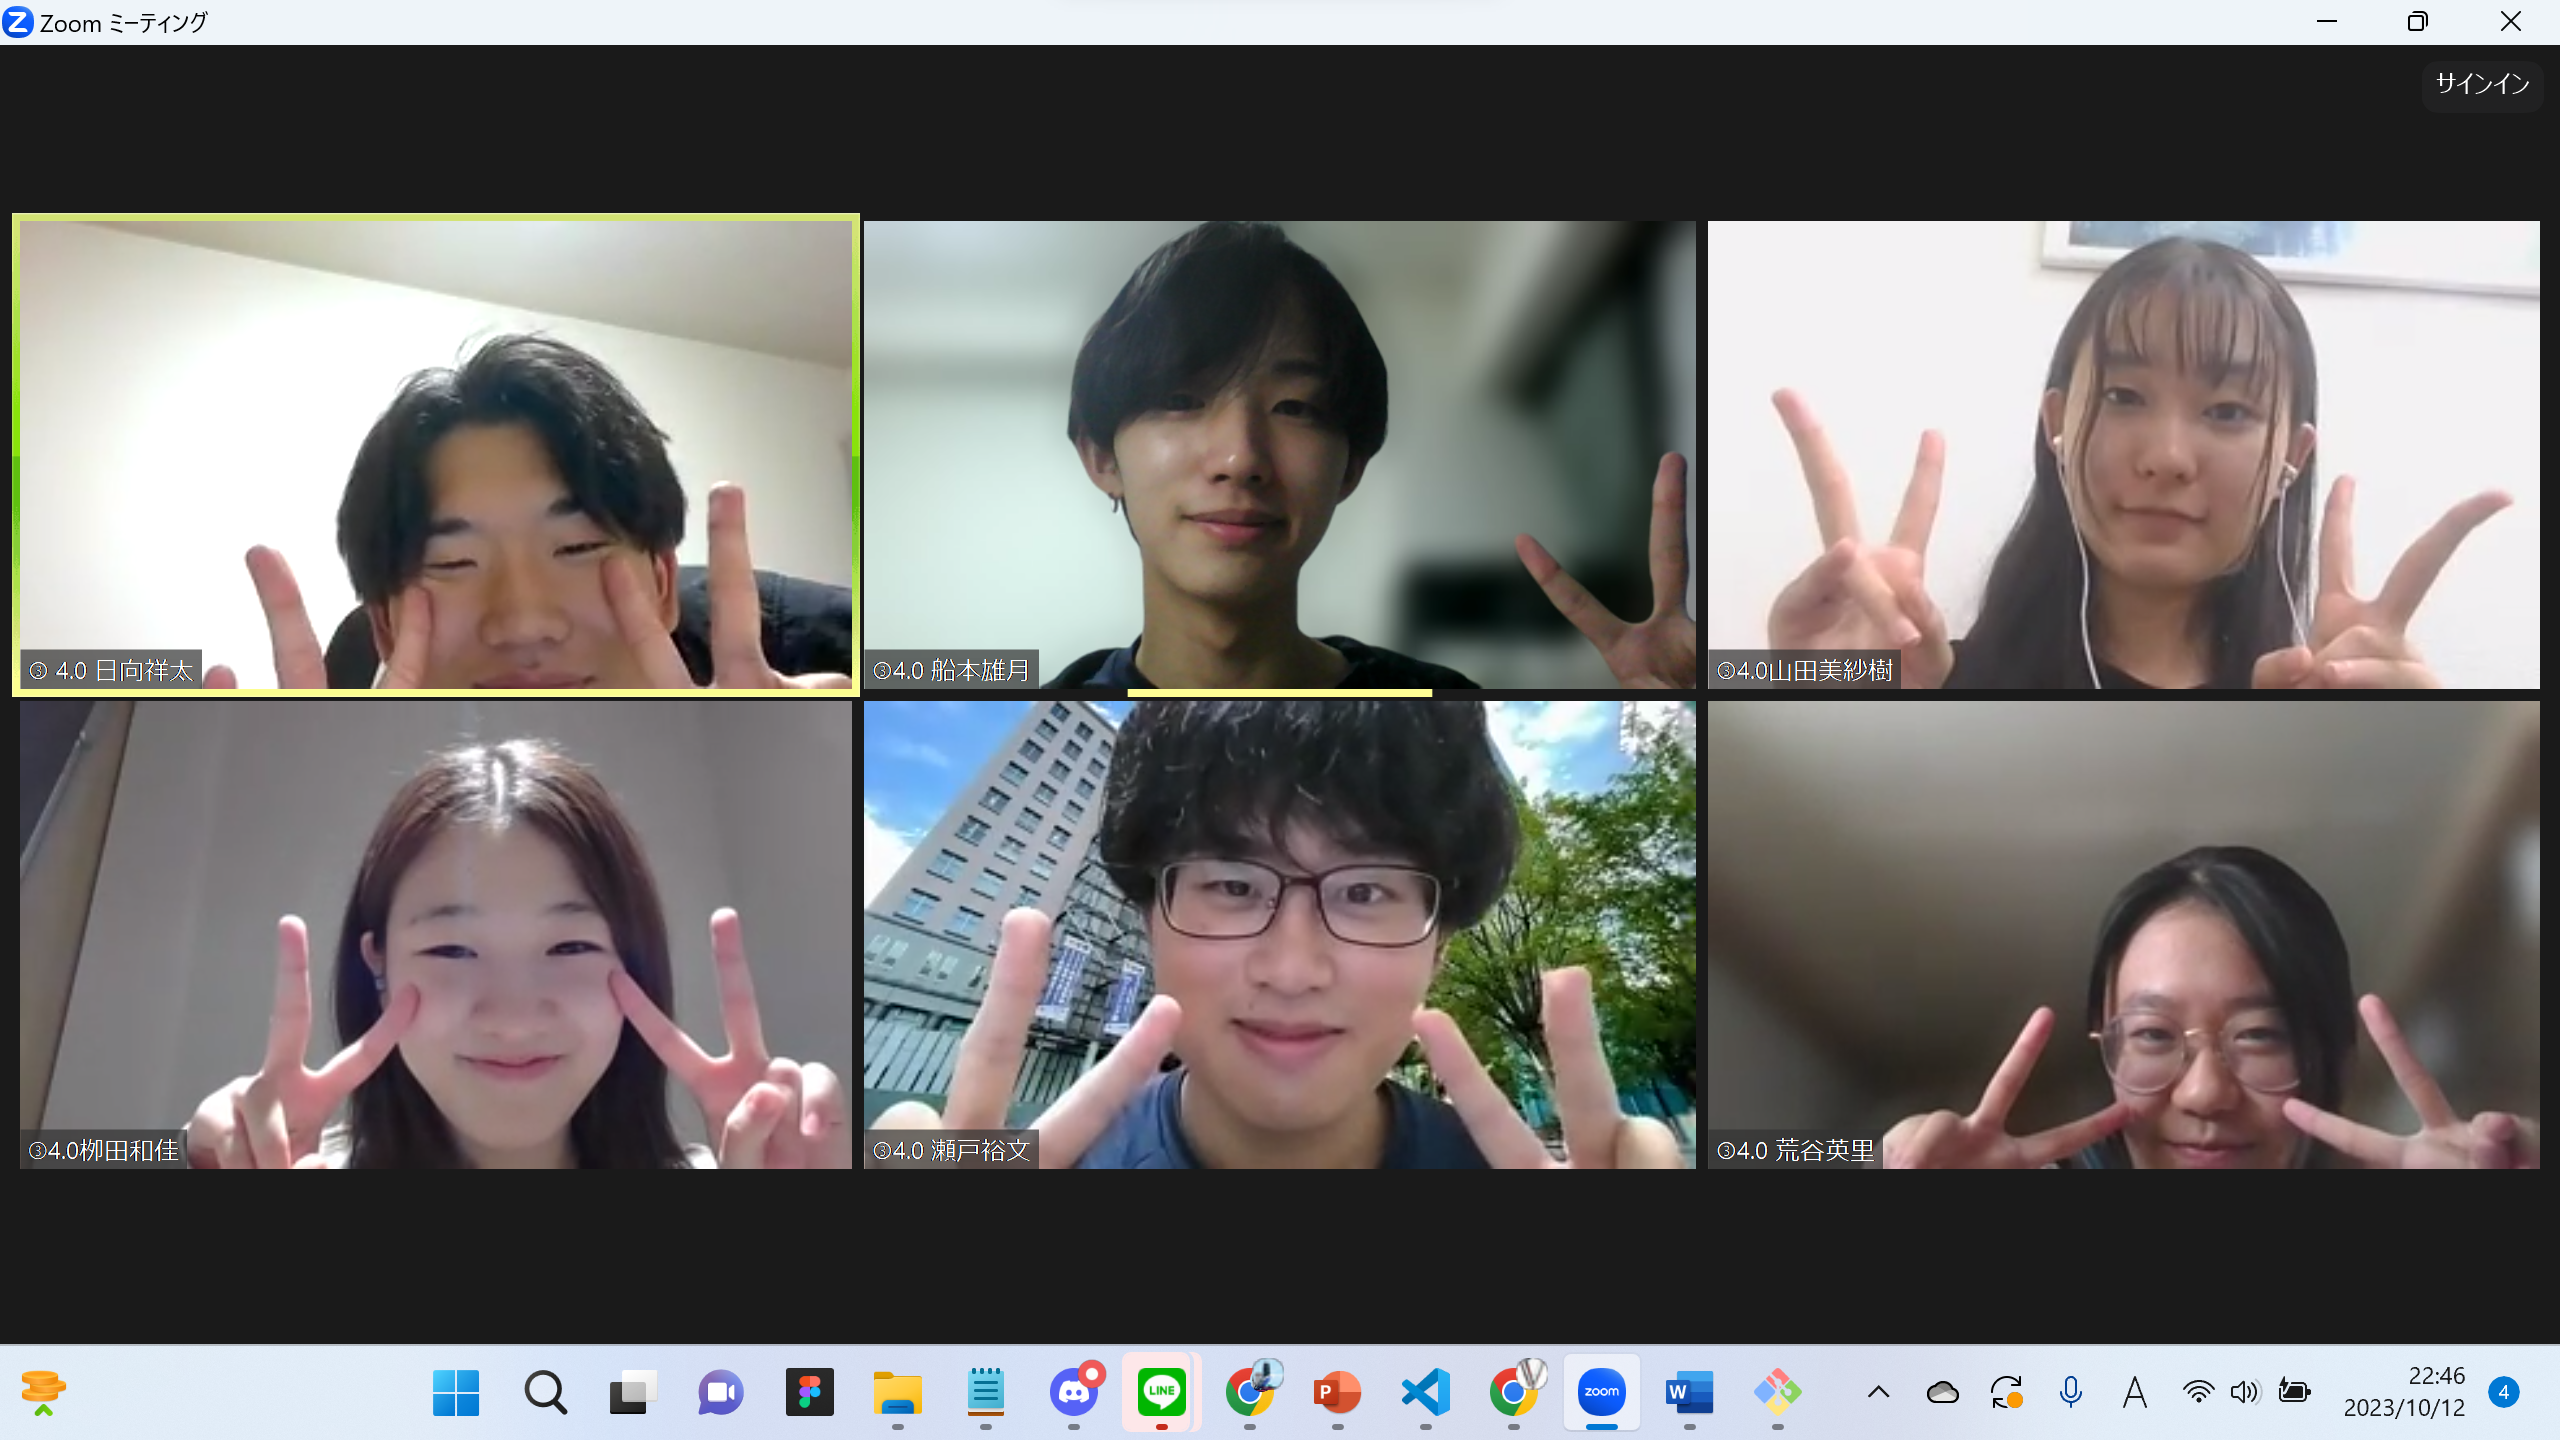 Zoom ミーティング
サインイン
③ 4.0 日向祥太
③4.0 船本雄月
③4.0山田美紗樹
③4.0栁田和佳
③4.0 瀬戸裕文
③4.0 荒谷英里
LINE
P
zoom
W
A
22:46
2023/10/12
4